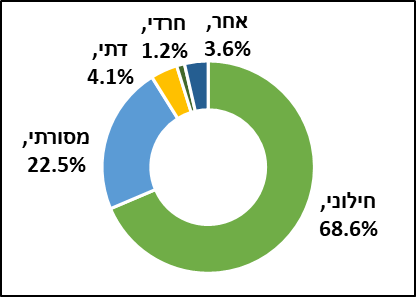 אחר,
3.6%
חרדי,
1.2%
דתי,
4.1%
מסורתי,
22.5%
חילוני,
68.6%